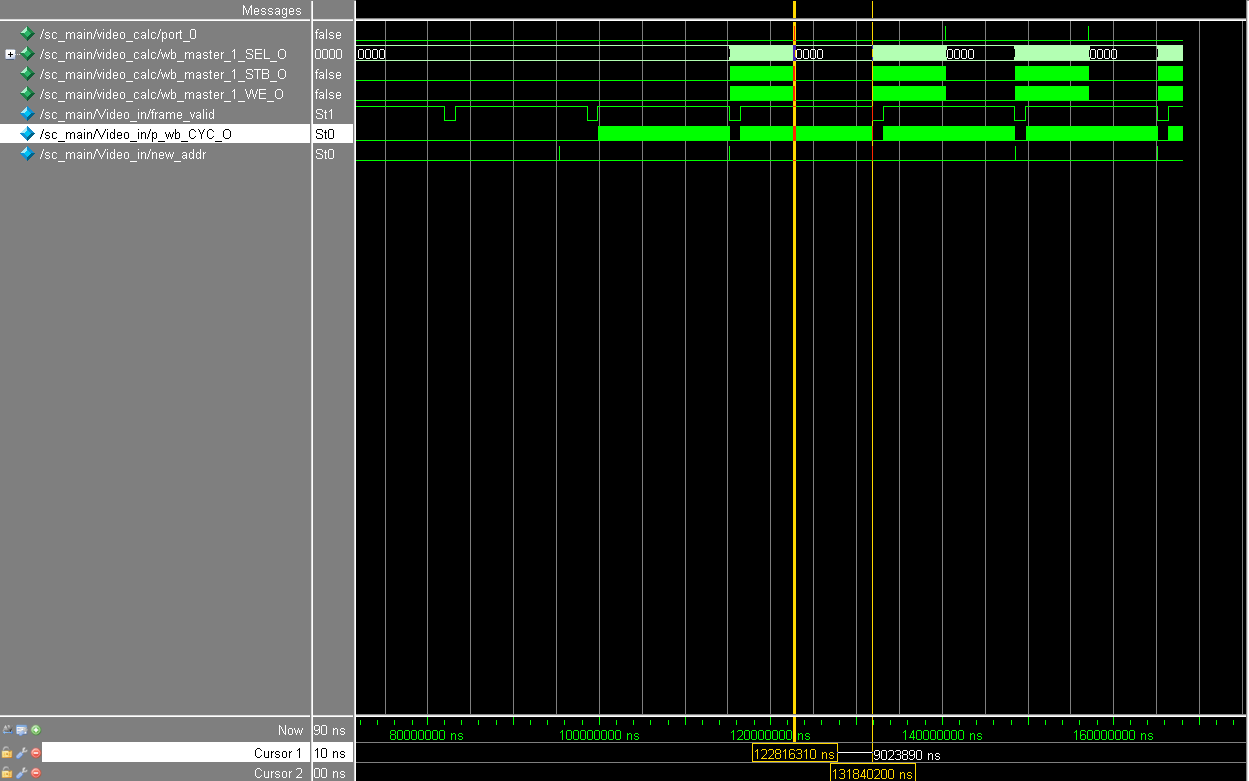 Messages
/sc_main/video_calc/port_0 false
/sc_main/video_calc/wb_master_1_SEL_O 0000 0000 0000 0000 0000
/sc_main/video_calc/wb_master_1_STB_O false
/sc_main/video_calc/wb_master_1_WE_O false
/sc_main/Video_in/frame_valid St1
/sc_main/Video_in/p_wb_CYC_O St0
/sc_main/Video_in/new_addr St0
Now 90 ns 80000000 ns 100000000 ns 120000000 ns 140000000 ns 160000000 ns
Cursor 1 10 ns 122816310 ns 9023890 ns
Cursor 2 00 ns 131840200 ns